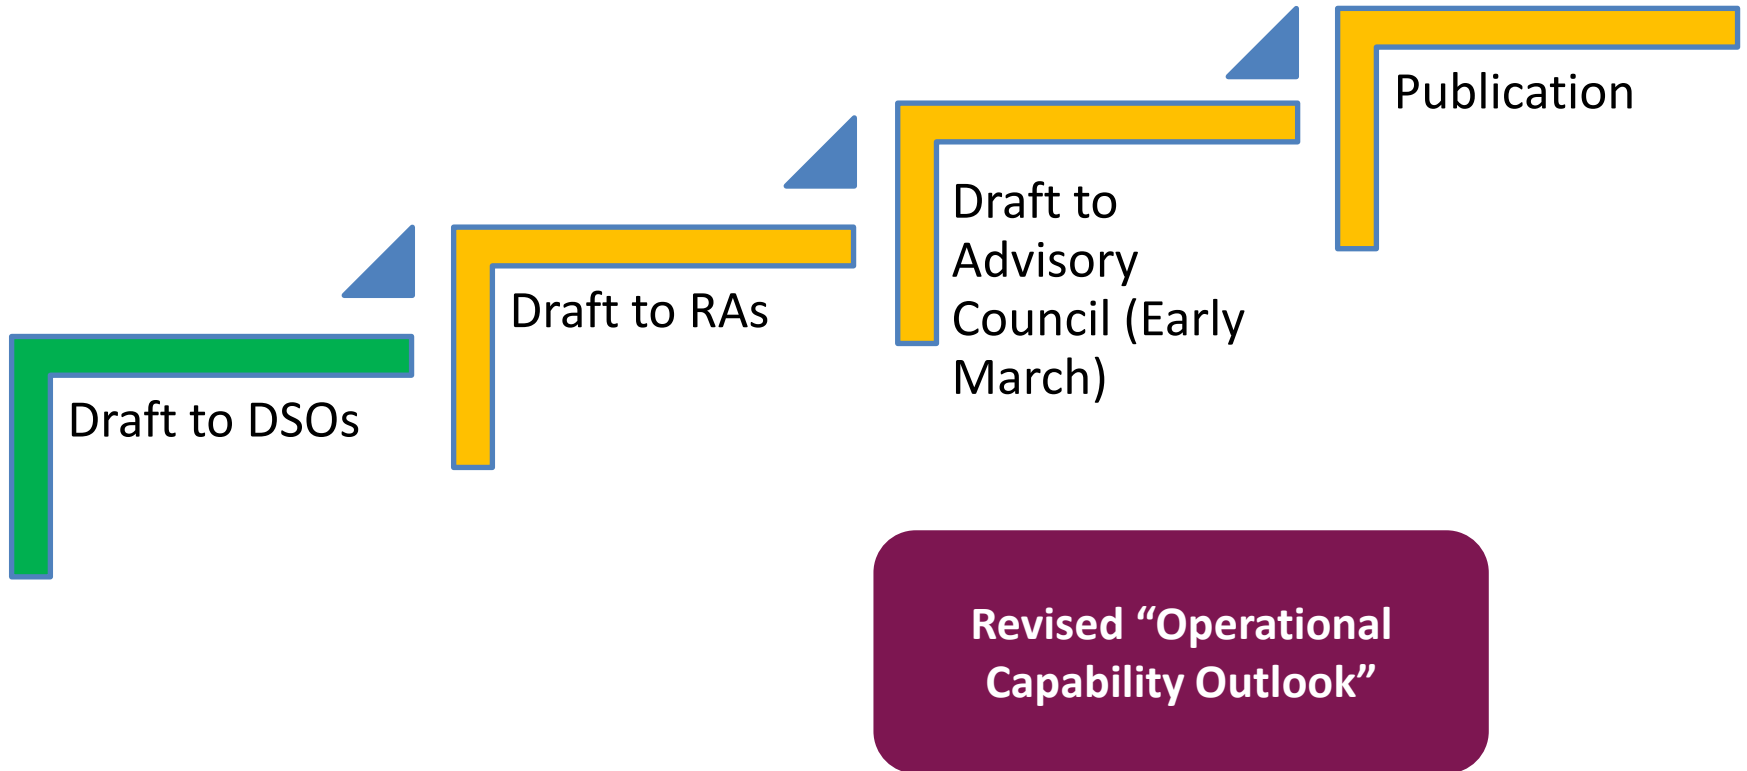 Draft to DSOs
Draft to RAs
Draft to
Advisory
Council (Early
March)
Publication
Revised “Operational
Capability Outlook”